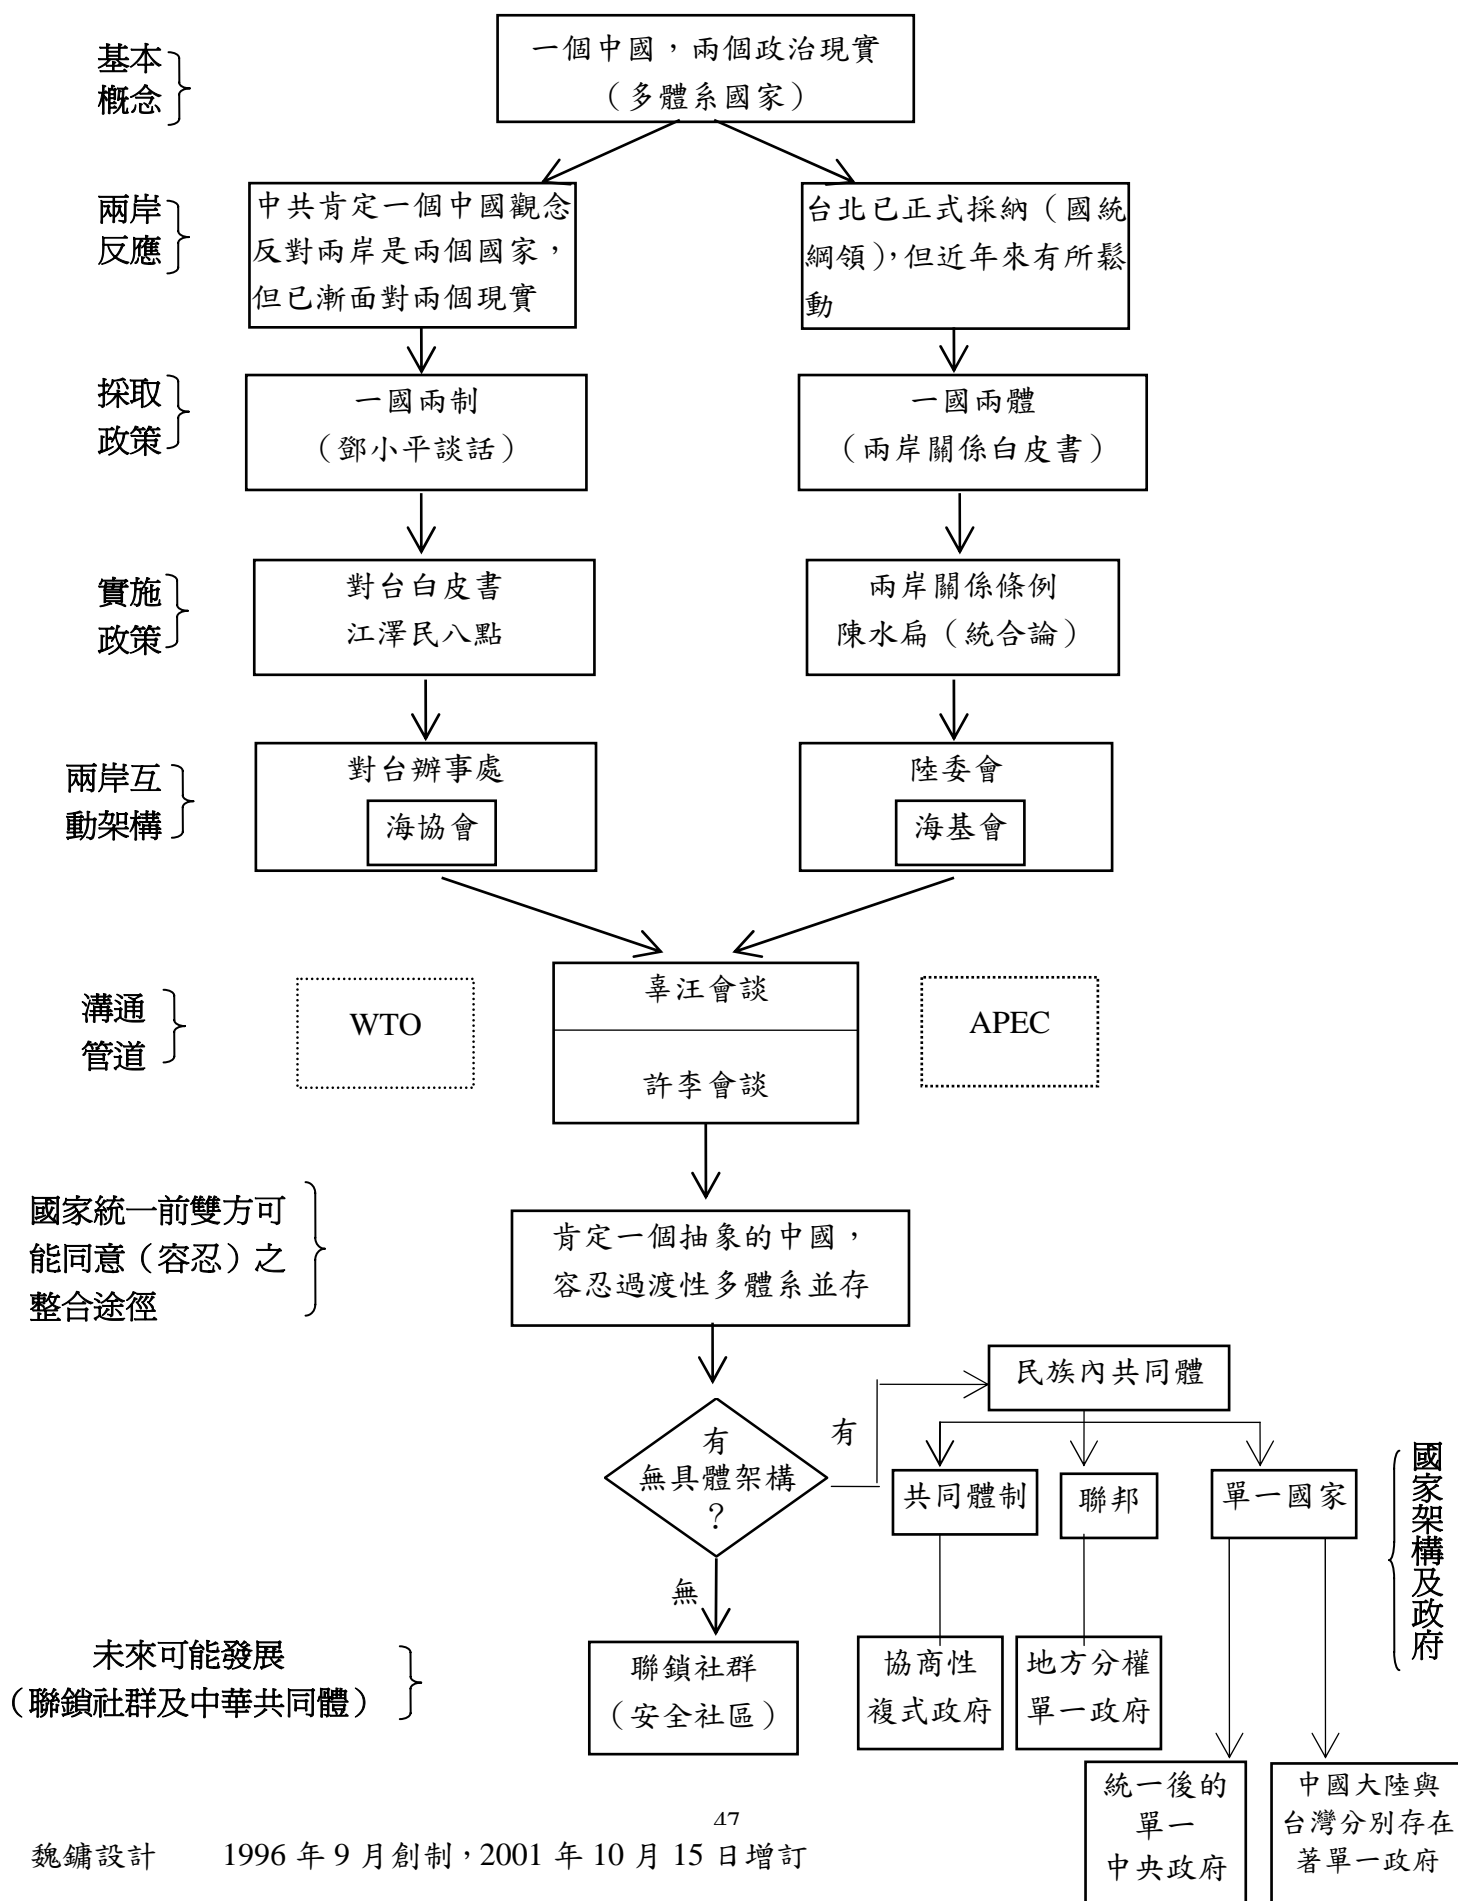 基本
概念
一個中國，兩個政治現實
（多體系國家）
兩岸
反應
中共肯定一個中國觀念
反對兩岸是兩個國家，
但已漸面對兩個現實
台北已正式採納（國統
綱領），但近年來有所鬆
動
採取
政策
一國兩制
（鄧小平談話）
一國兩體
（兩岸關係白皮書）
實施
政策
對台白皮書
江澤民八點
兩岸關係條例
陳水扁（統合論）
兩岸互
動架構
對台辦事處
海協會
陸委會
海基會
溝通
管道
WTO
辜汪會談
許李會談
APEC
國家統一前雙方可
能同意（容忍）之
整合途徑
肯定一個抽象的中國，
容忍過渡性多體系並存
有
無具體架構
？
有
民族內共同體
共同體制
聯邦
單一國家
國家架構及政府
無
未來可能發展
（聯鎖社群及中華共同體）
聯鎖社群
（安全社區）
協商性
複式政府
地方分權
單一政府
統一後的
單一
中央政府
中國大陸與
台灣分別存在
著單一政府
47
魏鏞設計 1996 年 9 月創制，2001 年 10 月 15 日增訂